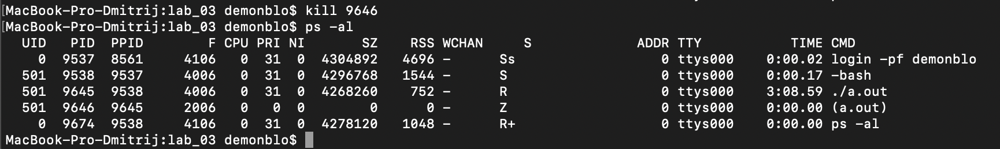 [MacBook-Pro-Dmitrij:lab_03 demonblo$ kill 9646
[MacBook-Pro-Dmitrij:lab_03 demonblo$ ps -al
UID PID PPID F CPU PRI NI SZ RSS WCHAN S ADDR TTY TIME CMD
0 9537 8561 4106 0 31 0 4304892 4696 - Ss 0 ttys000 0:00.02 login -pf demonblo
501 9538 9537 4006 0 31 0 4296768 1544 - S 0 ttys000 0:00.17 -bash
501 9645 9538 4006 0 31 0 4268260 752 - R 0 ttys000 3:08.59 ./a.out
501 9646 9645 2006 0 0 0 0 0 - Z 0 ttys000 0:00.00 (a.out)
0 9674 9538 4106 0 31 0 4278120 1048 - R+ 0 ttys000 0:00.00 ps -al
MacBook-Pro-Dmitrij:lab_03 demonblo$